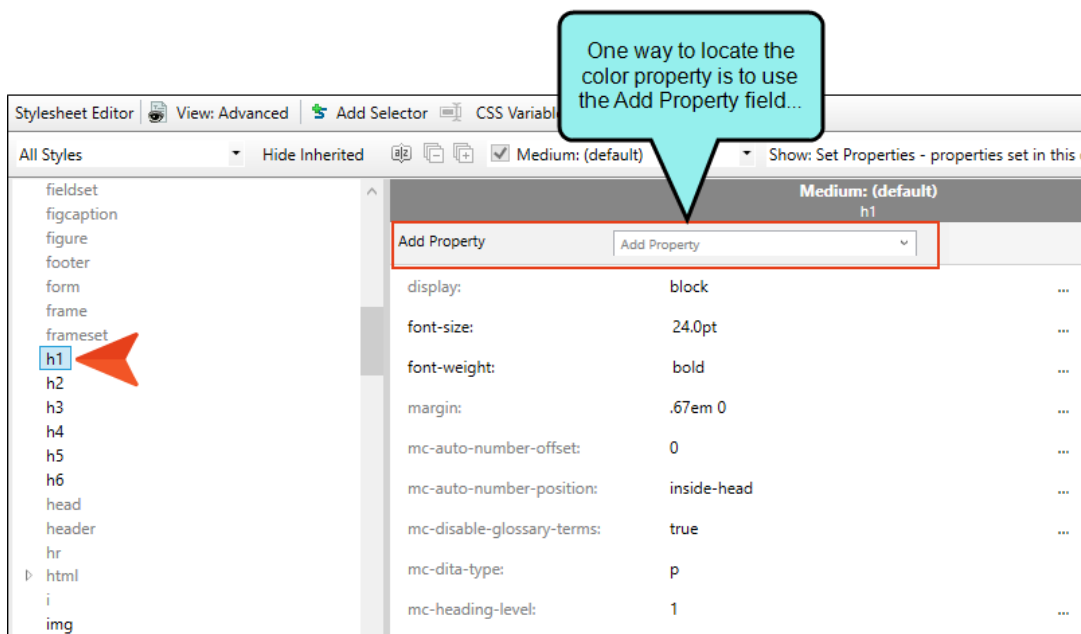 One way to locate the
color property is to use
the Add Property field...
Stylesheet Editor View: Advanced Add Selector CSS
All Styles Hide Inherited Medium: (default) Show: Set Properties - properties set in this
fieldset
figcaption
figure
footer
form
frame
frameset
h1
h2
h3
h4
h5
h6
head
header
hr
html
i
img
Medium: (default)
h1
Add Property Add Property
display: block ...
font-size: 24.0pt ...
font-weight: bold ...
margin: .67em 0 ...
mc-auto-number-offset: 0 ...
mc-auto-number-position: inside-head ...
mc-disable-glossary-terms: true ...
mc-dita-type: p
mc-heading-level: 1 ...